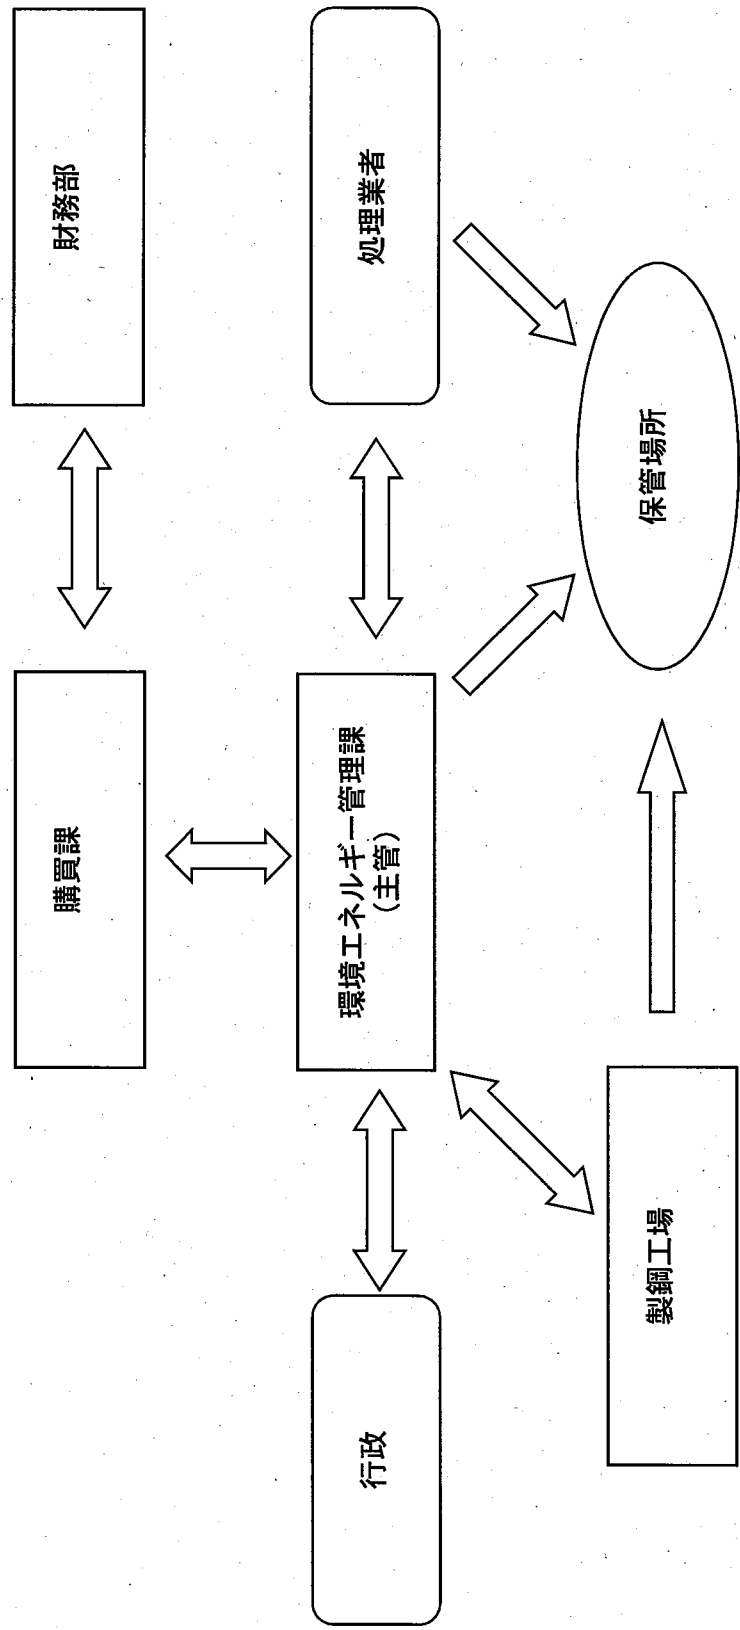 購買課
財務部
行政
環境エネルギー管理課
（主管）
処理業者
製鋼工場
保管場所